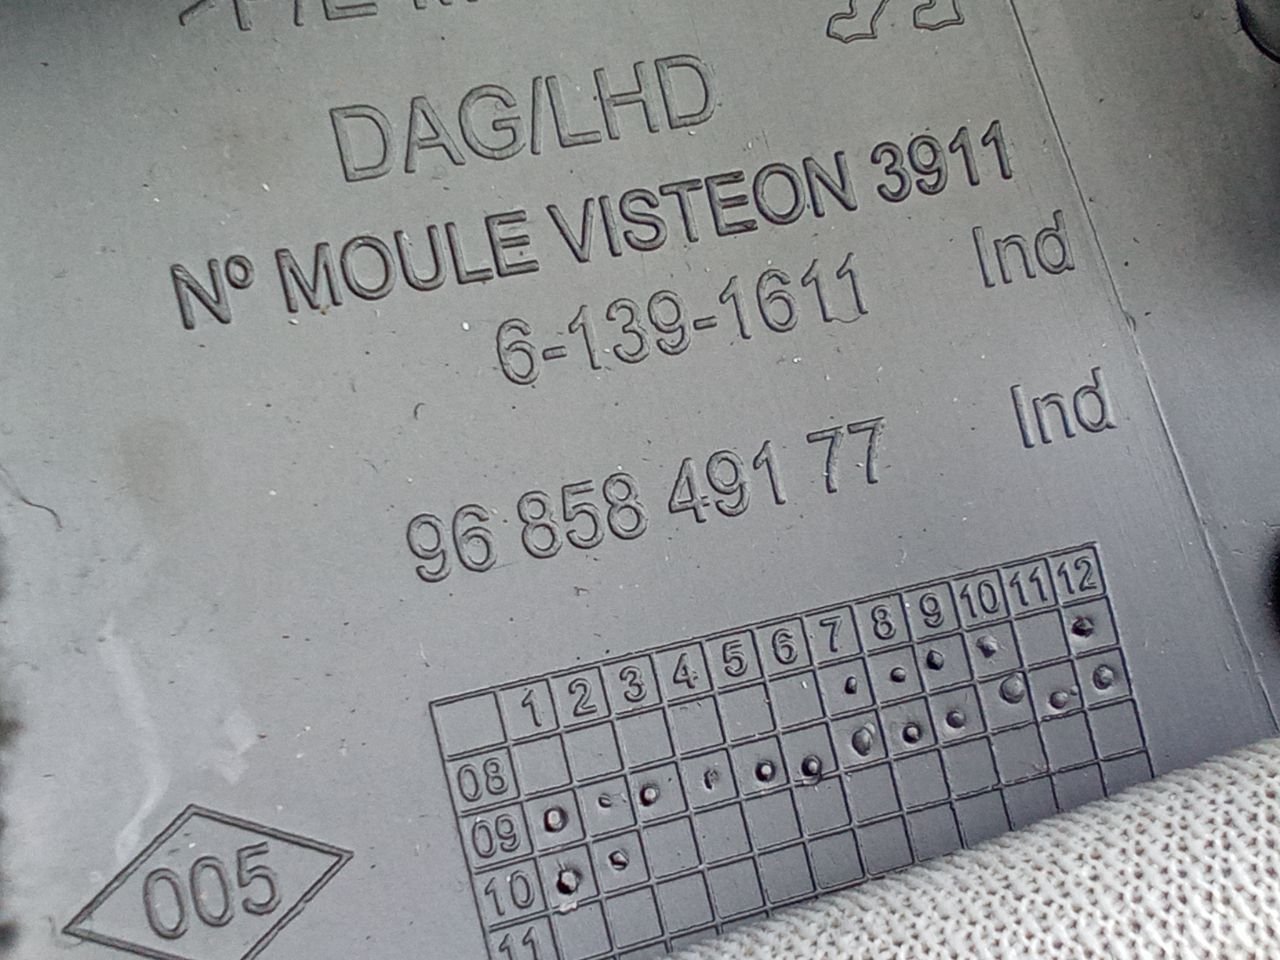 DAG/LHD
Nº MOULE VISTEON 3911
6-139-1611 Ind
96 858 491 77 Ind
1 2 3 4 5 6 7 8 9 10 11 12
08
09
10
11
005